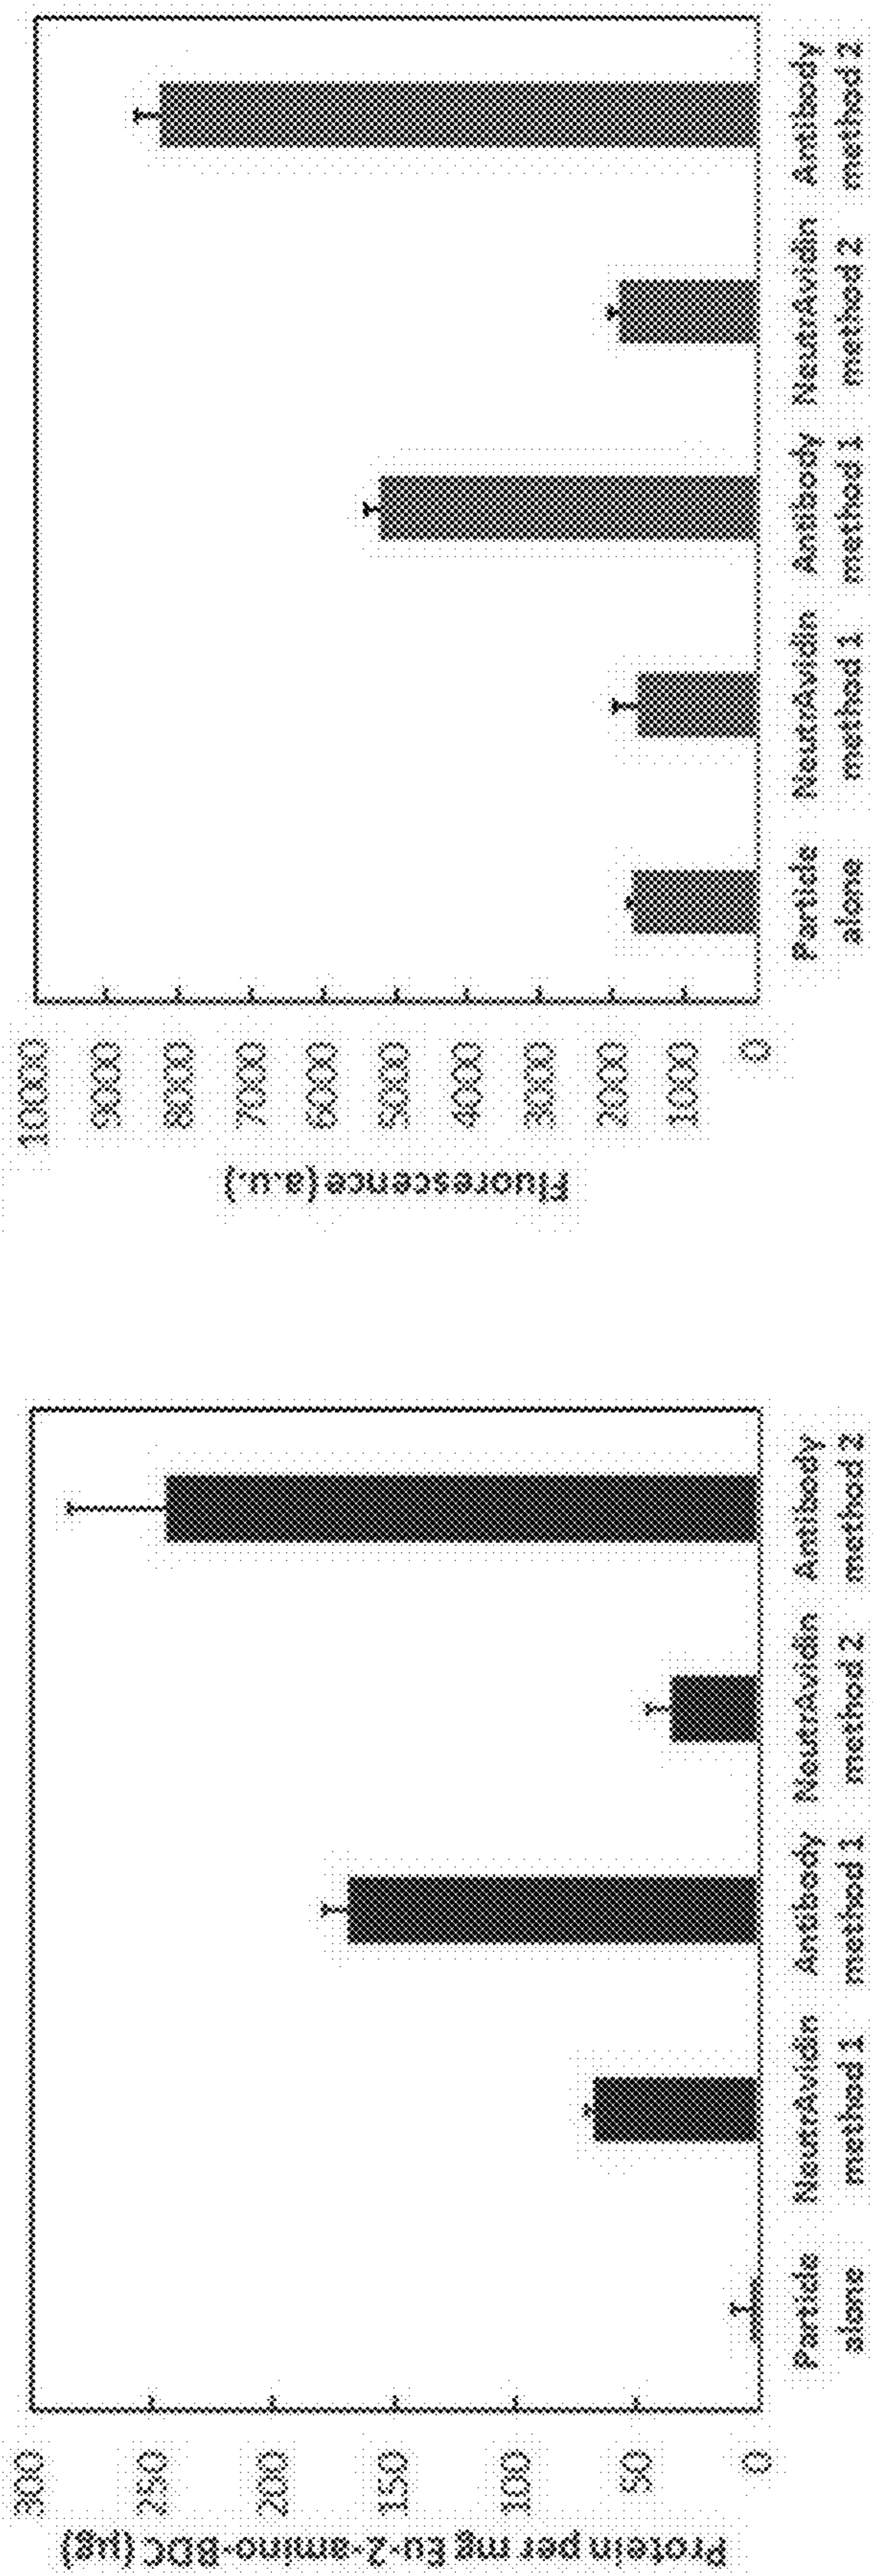 Protein per mg Eu-2-amino-BDC (µg)
300
250
200
150
100
50
0
Particle
alone
NeutrAvidin
method 1
Antibody
method 1
NeutrAvidin
method 2
Antibody
method 2
Fluorescence (a.u.)
10000
9000
8000
7000
6000
5000
4000
3000
2000
1000
0
Particle
alone
NeutrAvidin
method 1
Antibody
method 1
NeutrAvidin
method 2
Antibody
method 2